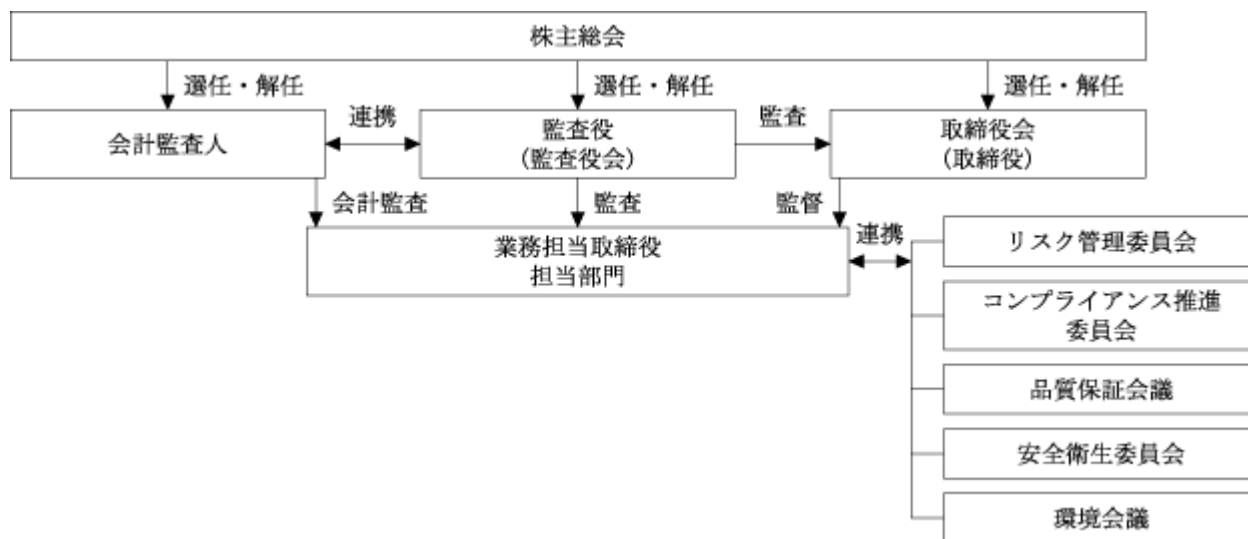 株主総会
選任・解任
選任・解任
選任・解任
会計監査人
連携
監査役
(監査役会)
監査
取締役会
(取締役)
会計監査
監査
監督
業務担当取締役
担当部門
連携
リスク管理委員会
コンプライアンス推進
委員会
品質保証会議
安全衛生委員会
環境会議